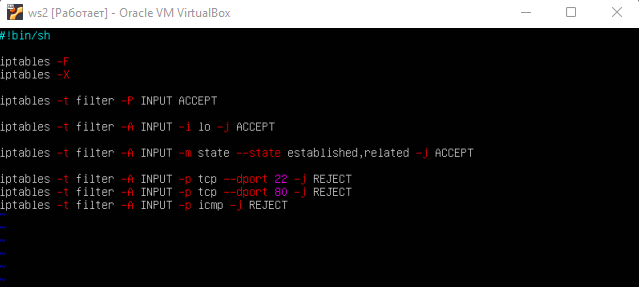 ws2 [Работает] - Oracle VM VirtualBox
#!bin/sh
iptables -F
iptables -X
iptables -t filter -P INPUT ACCEPT
iptables -t filter -A INPUT -i lo -j ACCEPT
iptables -t filter -A INPUT -m state --state established,related -j ACCEPT
iptables -t filter -A INPUT -p tcp --dport 22 -j REJECT
iptables -t filter -A INPUT -p tcp --dport 80 -j REJECT
iptables -t filter -A INPUT -p icmp -j REJECT
~
~
~
~
~
~